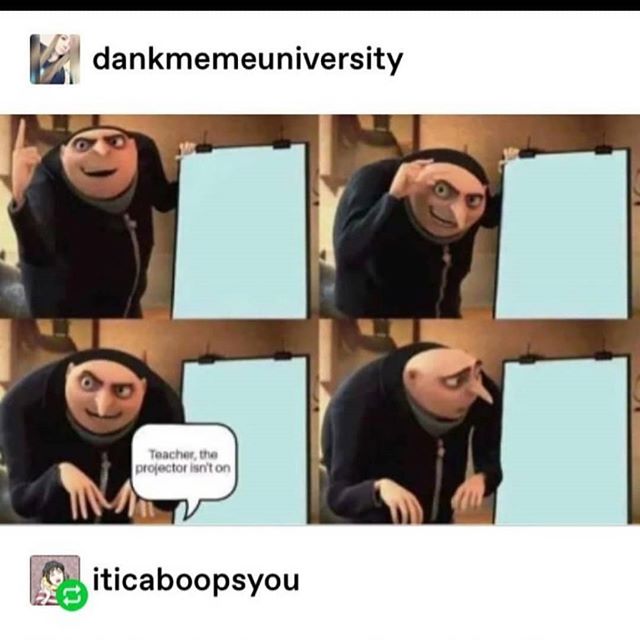 dankmemeuniversity
Teacher, the
projector isn't on
iticaboopsyou